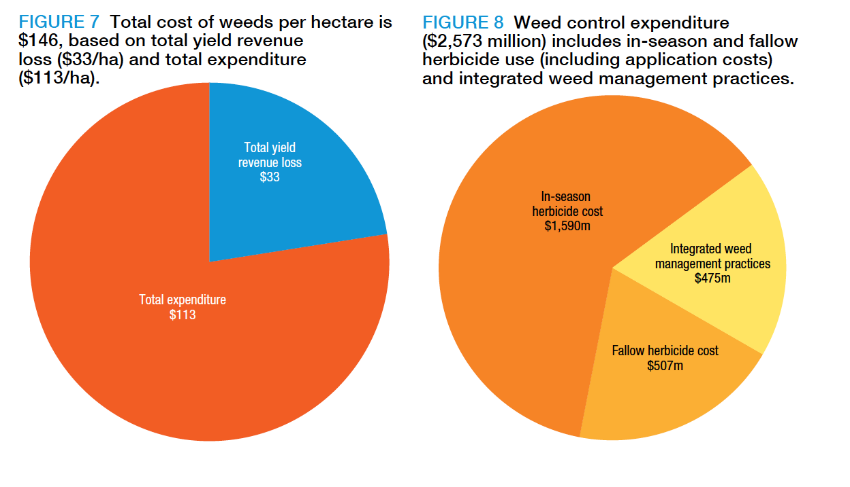 FIGURE 7 Total cost of weeds per hectare is
$146, based on total yield revenue
loss ($33/ha) and total expenditure
($113/ha).
Total yield
revenue loss
$33
Total expenditure
$113
FIGURE 8 Weed control expenditure
($2,573 million) includes in-season and fallow
herbicide use (including application costs)
and integrated weed management practices.
In-season
herbicide cost
$1,590m
Integrated weed
management practices
$475m
Fallow herbicide cost
$507m